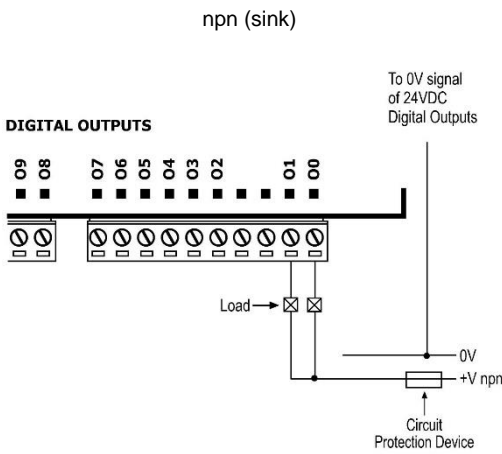 npn (sink)
To 0V signal
of 24VDC
Digital Outputs
DIGITAL OUTPUTS
O9 O8 O7 O6 O5 O4 O3 O2 O1 O0
Load
0V
+V npn
Circuit
Protection Device